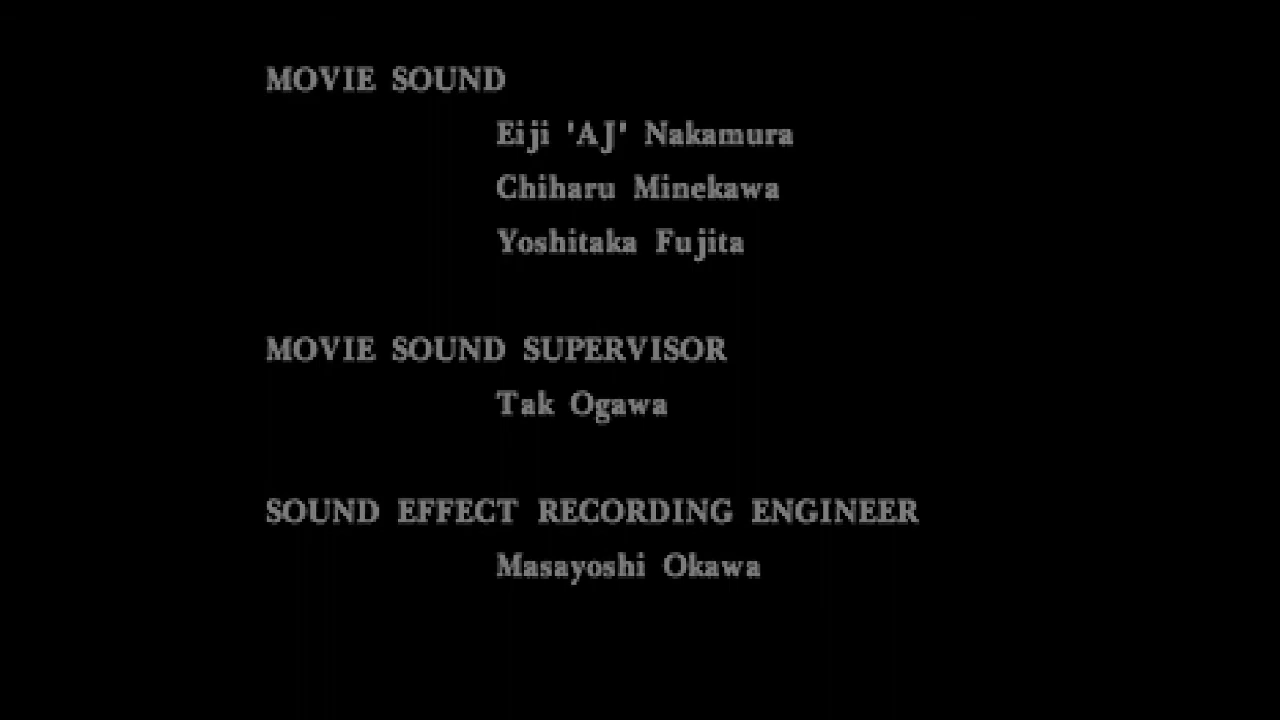 MOVIE SOUND
Eiji 'AJ' Nakamura
Chiharu Minekawa
Yoshitaka Fujita
MOVIE SOUND SUPERVISOR
Tak Ogawa
SOUND EFFECT RECORDING ENGINEER
Masayoshi Okawa